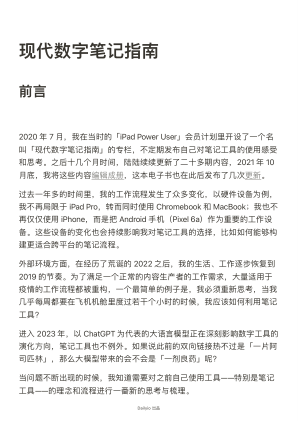 现代数字笔记指南
前言
2020 年 7 月，我在当时的「iPad Power User」会员计划里开设了一个名
叫「现代数字笔记指南」的专栏，不定期发布自己对笔记工具的使用感受
和思考。之后十几个月时间，陆陆续续更新了二十多期内容，2021 年 10
月底，我将这些内容编辑成册，这本电子书也在此后发布了几次更新。
过去一年多的时间里，我的工作流程发生了众多变化，以硬件设备为例，
我不再局限于 iPad Pro，转而同时使用 Chromebook 和 MacBook；我也不
再仅仅使用 iPhone，而是把 Android 手机（Pixel 6a）作为重要的工作设
备。这些设备的变化也会持续影响我对笔记工具的选择，比如如何能够构
建更适合跨平台的笔记流程。
外部环境方面，在经历了荒诞的 2022 之后，我的生活、工作逐步恢复到
2019 的节奏。为了满足一个正常的内容生产者的工作需求，大量适用于
疫情的工作流程都被重构，一个最简单的例子是，我必须重新思考，当我
几乎每周都要在飞机机舱里度过若干个小时的时候，我应该如何利用笔记
工具？
进入 2023 年，以 ChatGPT 为代表的大语言模型正在深刻影响数字工具的
演化方向，笔记工具也不例外。如果说此前的双向链接热不过是「一片阿
司匹林」，那么大模型带来的会不会是「一剂良药」呢？
当问题不断出现的时候，我知道需要对之前自己使用工具——特别是笔记
工具——的理念和流程进行一番新的思考与梳理。
Dailyio 出品